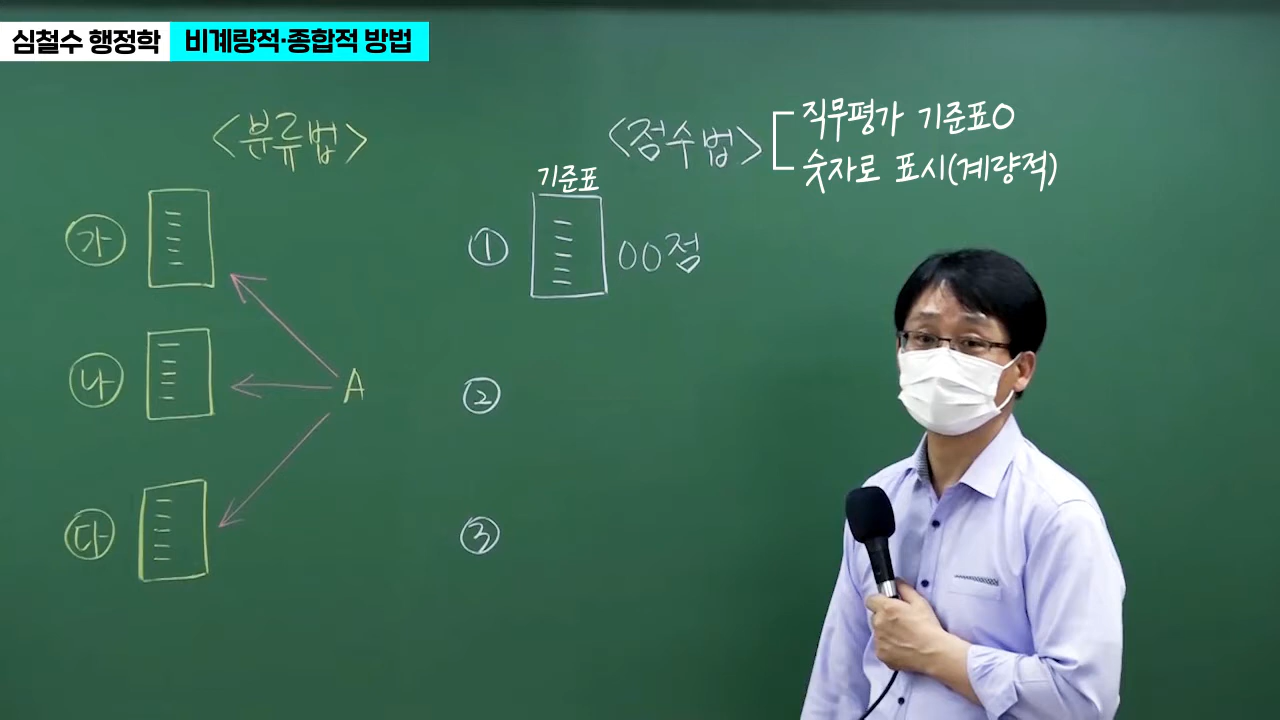 심철수 행정학 비계량적·종합적 방법
<분류법>
<점수법>
직무평가 기준표O
숫자로 표시(계량적)
기준표
가
① OO점
나
A
②
다
③